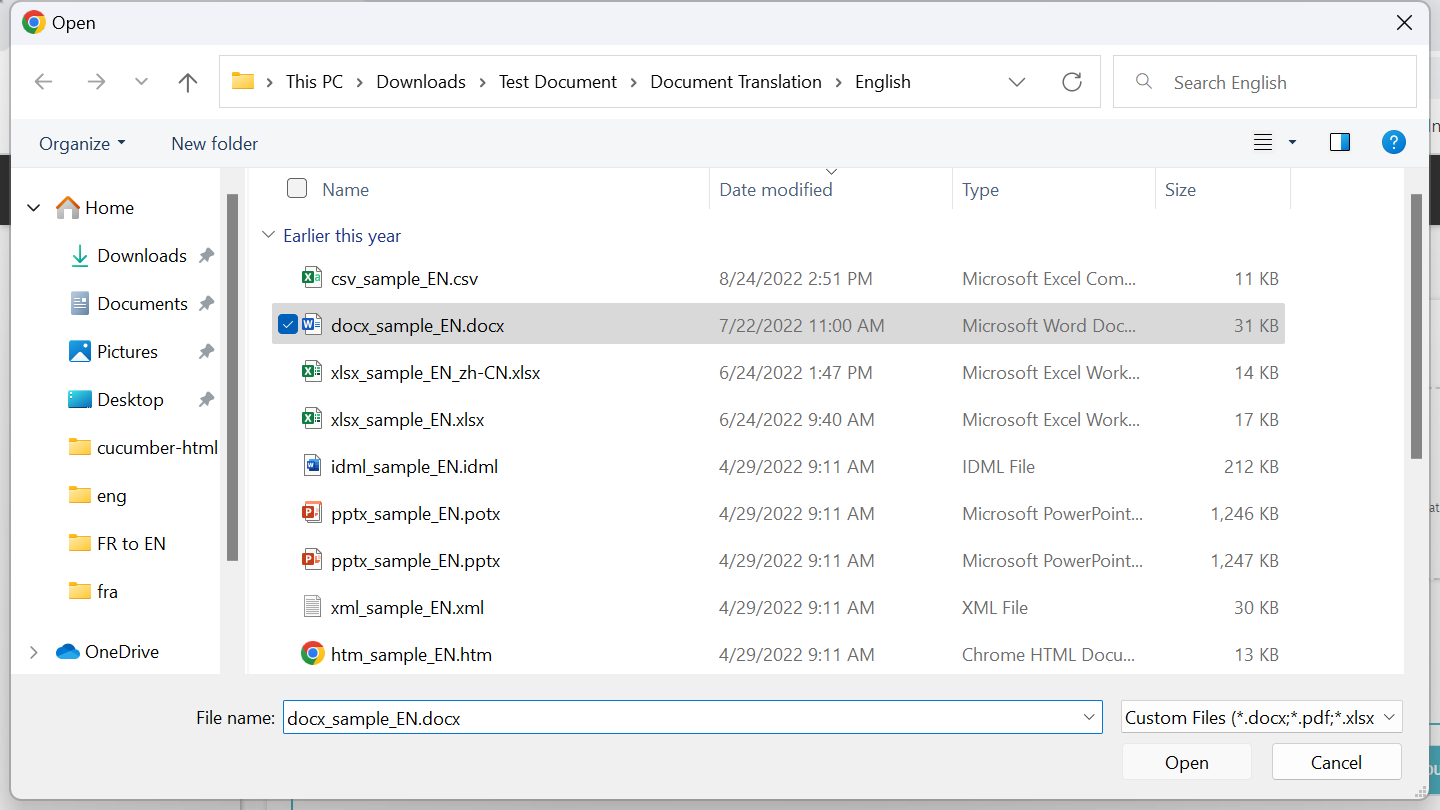 Open
This PC > Downloads > Test Document > Document Translation > English
Search English
Organize
New folder
Name Date modified Type Size
Home
Downloads
Documents
Pictures
Desktop
cucumber-html
eng
FR to EN
fra
OneDrive
Earlier this year
csv_sample_EN.csv 8/24/2022 2:51 PM Microsoft Excel Com... 11 KB
docx_sample_EN.docx 7/22/2022 11:00 AM Microsoft Word Doc... 31 KB
xlsx_sample_EN_zh-CN.xlsx 6/24/2022 1:47 PM Microsoft Excel Work... 14 KB
xlsx_sample_EN.xlsx 6/24/2022 9:40 AM Microsoft Excel Work... 17 KB
idml_sample_EN.idml 4/29/2022 9:11 AM IDML File 212 KB
pptx_sample_EN.potx 4/29/2022 9:11 AM Microsoft PowerPoint... 1,246 KB
pptx_sample_EN.pptx 4/29/2022 9:11 AM Microsoft PowerPoint... 1,247 KB
xml_sample_EN.xml 4/29/2022 9:11 AM XML File 30 KB
htm_sample_EN.htm 4/29/2022 9:11 AM Chrome HTML Docu... 13 KB
File name: docx_sample_EN.docx
Custom Files (*.docx;*.pdf;*.xlsx
Open
Cancel